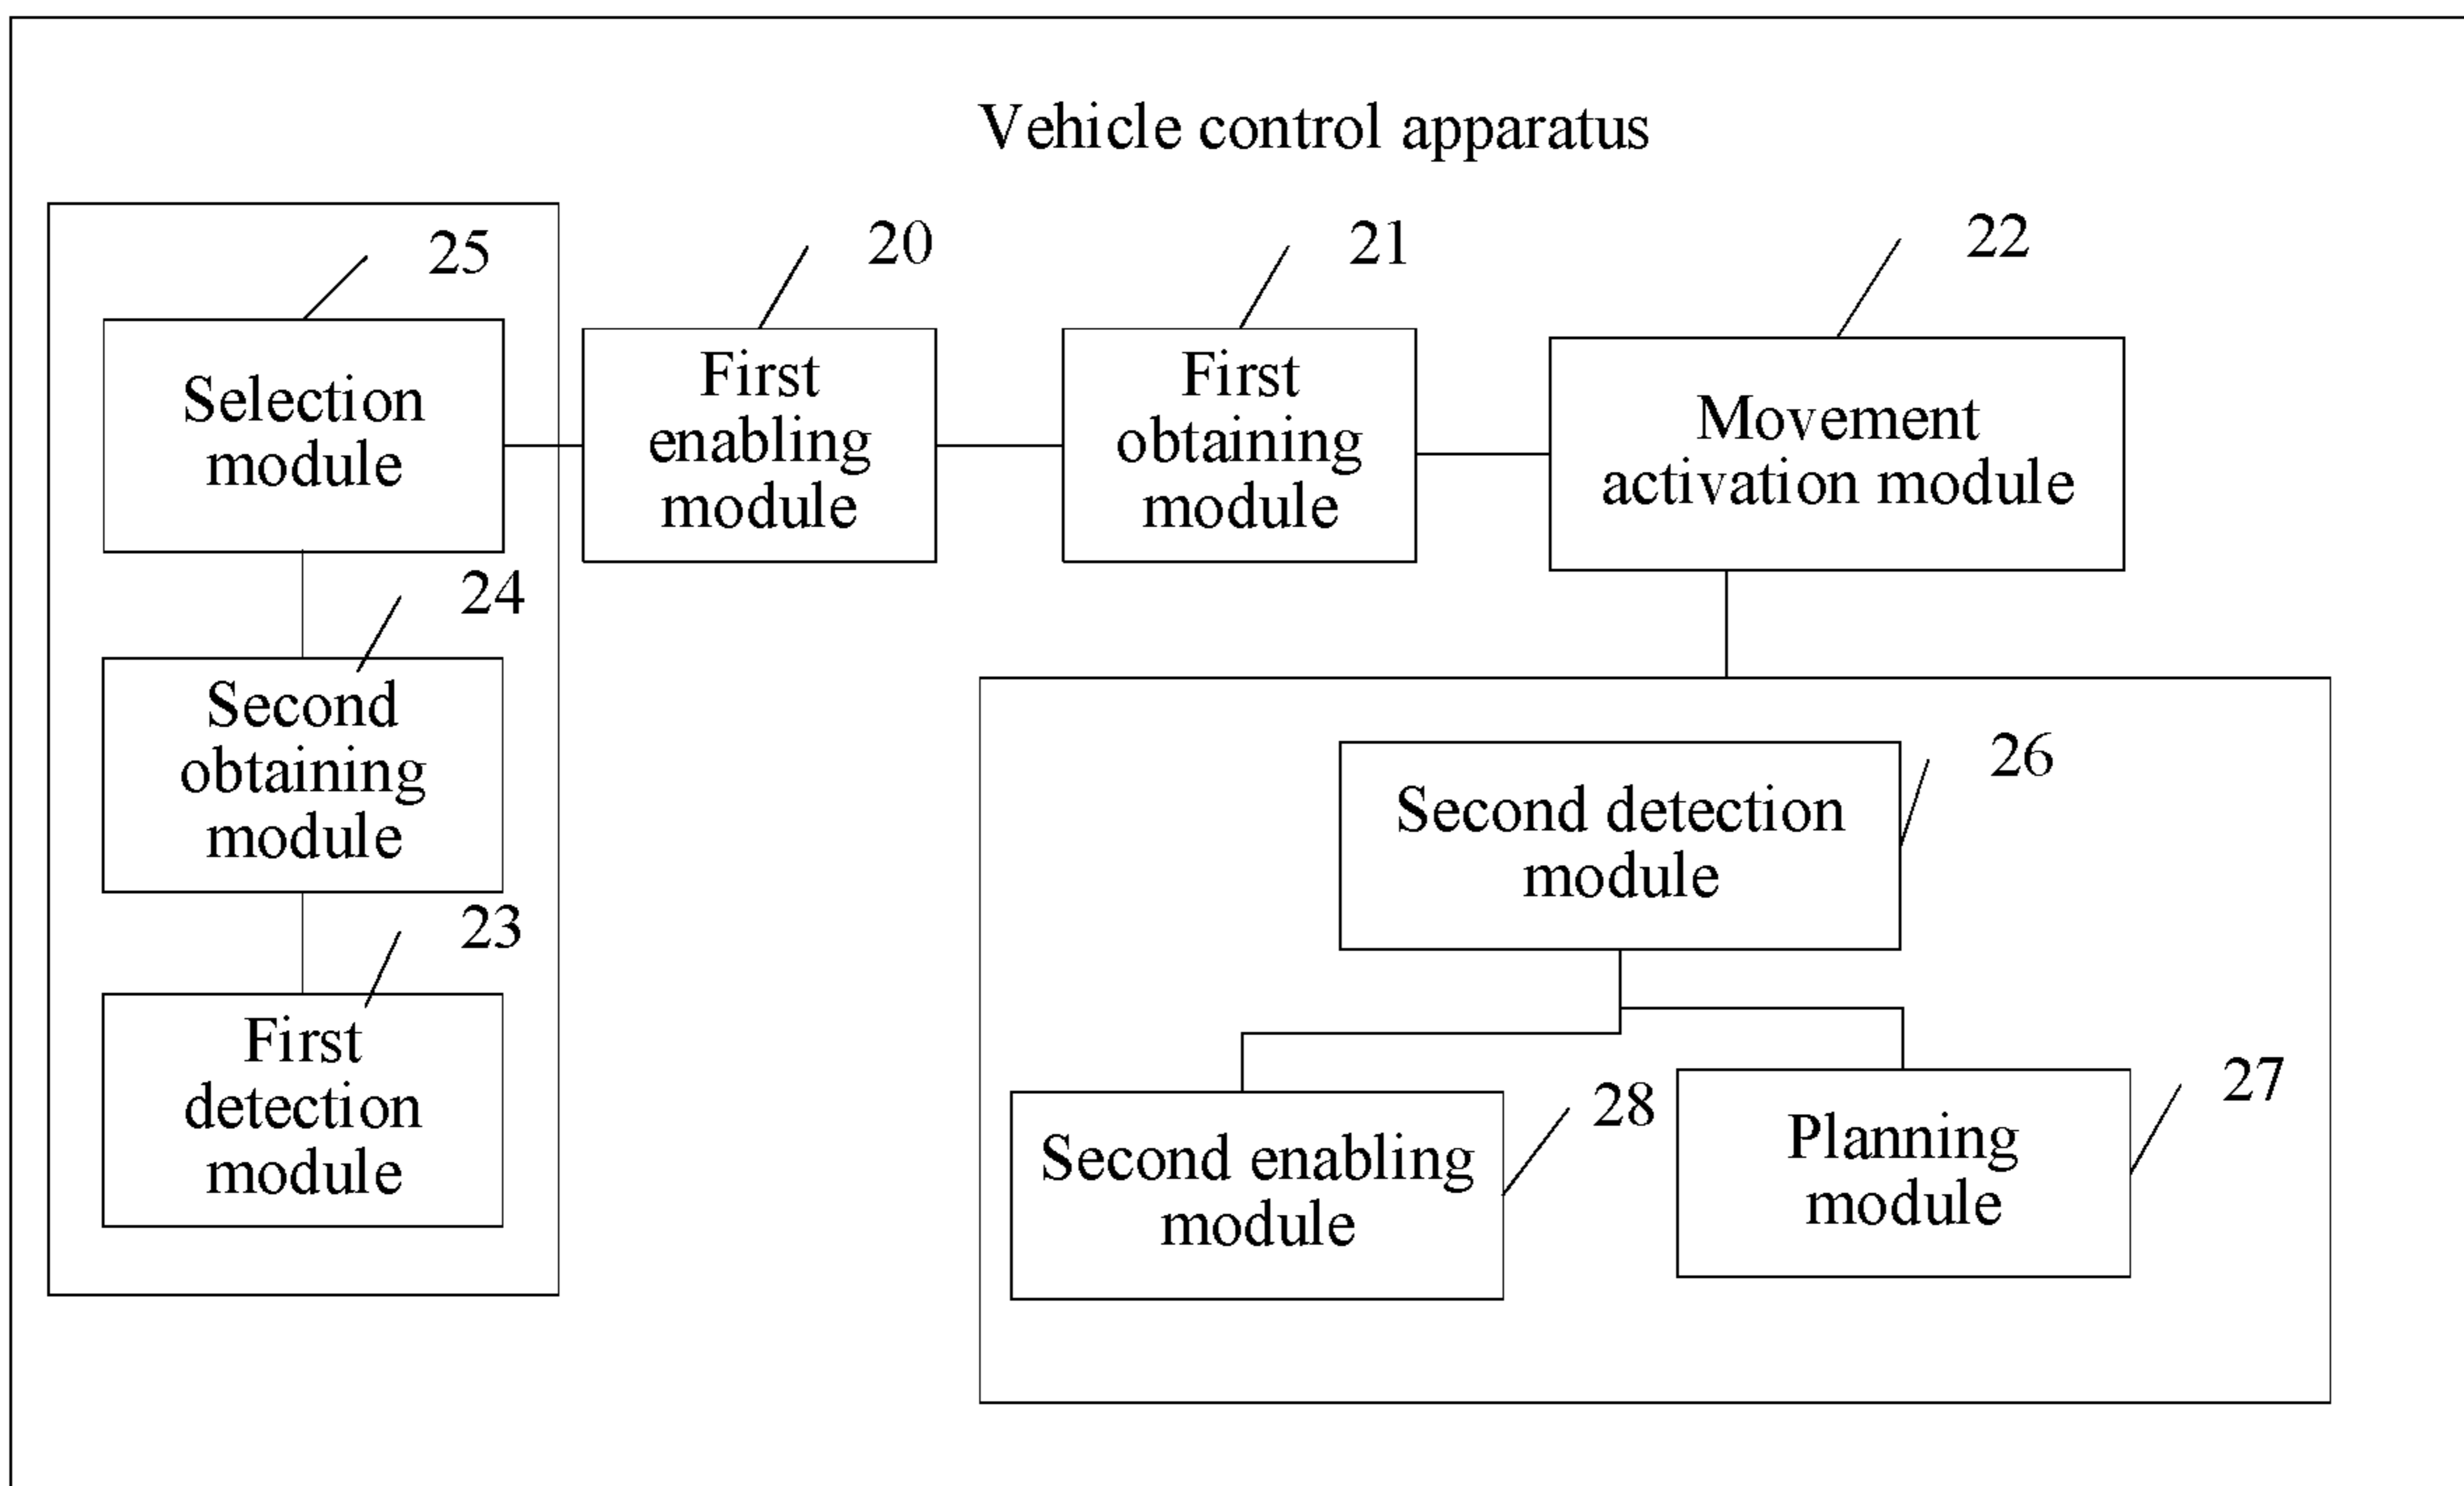 Vehicle control apparatus
25
20
21
22
Selection
module
First
enabling
module
First
obtaining
module
Movement
activation module
24
Second
obtaining
module
23
First
detection
module
26
Second detection
module
28
Second enabling
module
27
Planning
module